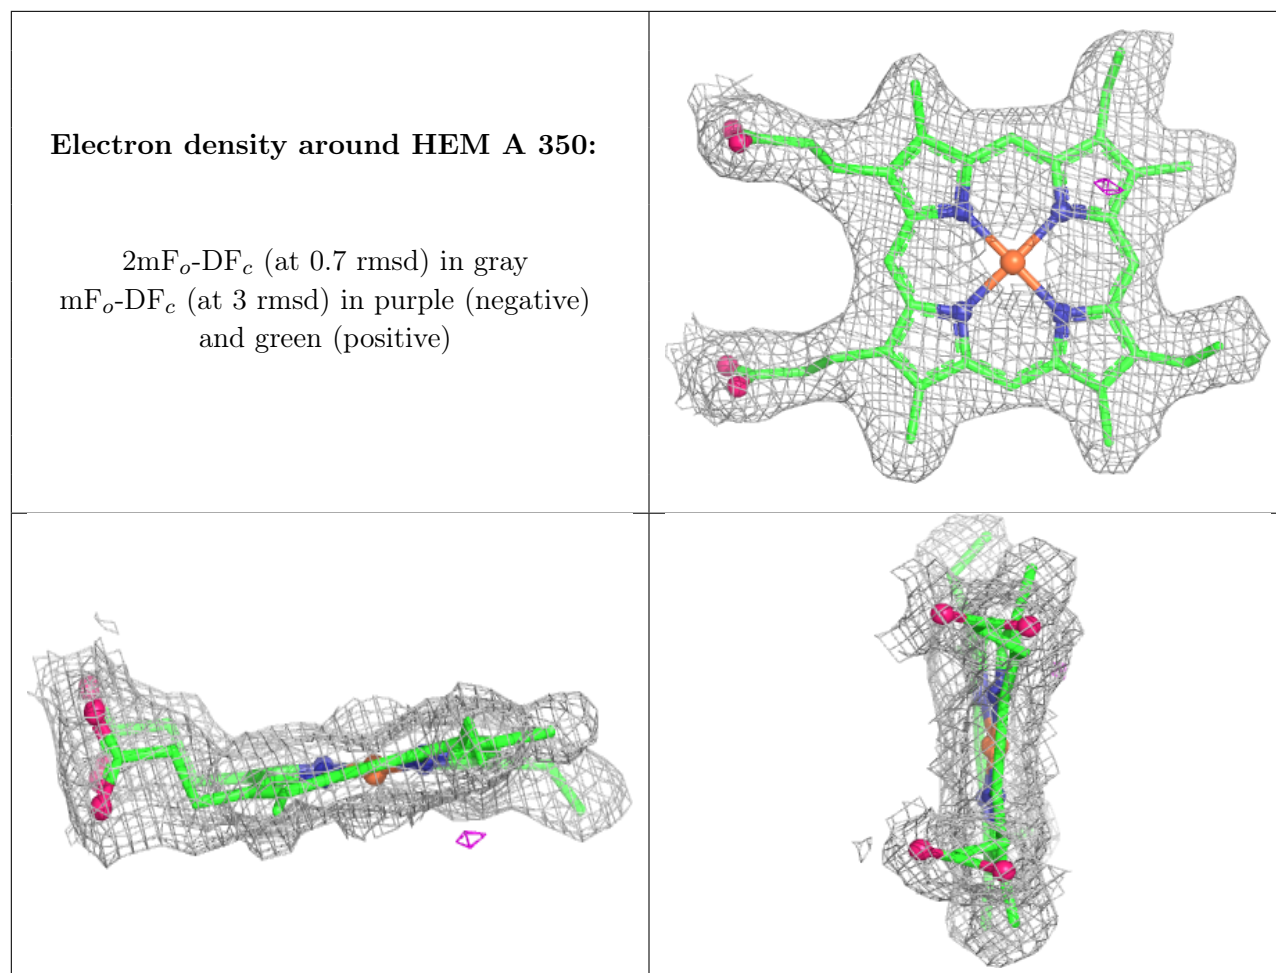 Electron density around HEM A 350:
2mFo-DFc (at 0.7 rmsd) in gray
mFo-DFc (at 3 rmsd) in purple (negative)
and green (positive)